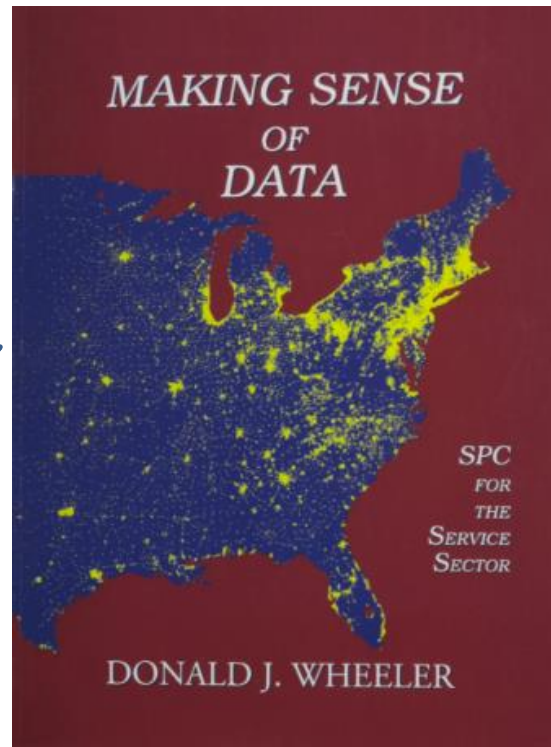 MAKING SENSE
OF
DATA
SPC
FOR
THE
SERVICE
SECTOR
DONALD J. WHEELER